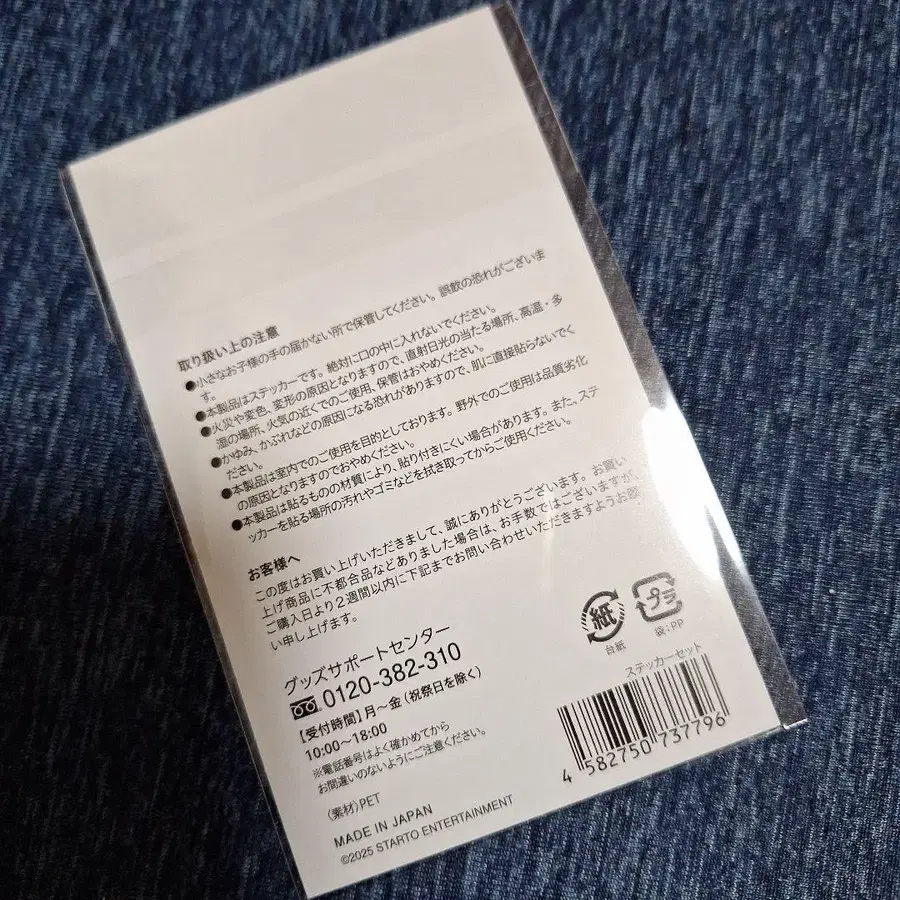 取り扱い上の注意
●小さなお子様の手の届かない所で保管してください。誤飲の恐れがございま
す。
●本製品はステッカーです。絶対に口の中に入れないでください。
●火災や変色、変形の原因となりますので、直射日光の当たる場所、高温・多
湿の場所、火気の近くでのご使用、保管はおやめください。
●かゆみ、かぶれなどの原因になる恐れがありますので、肌に直接貼らないでく
ださい。
●本製品は室内でのご使用を目的としております。野外でのご使用は品質劣化
の原因となりますのでおやめください。
●本製品は貼るものの材質により、貼り付きにくい場合があります。また、ステ
ッカーを貼る場所の汚れやゴミなどを拭き取ってからご使用ください。
お客様へ
この度はお買い上げいただきまして、誠にありがとうございます。お買い
上げ商品に不都合品などありました場合は、お手数ではございますが、
ご購入日より2週間以内に下記までお問い合わせいただきますようお願
い申し上げます。
グッズサポートセンター
0120-382-310
【受付時間】月〜金(祝祭日を除く)
10:00〜18:00
※電話番号はよく確かめてから
お間違いのないようにご注意ください。
〈素材〉PET
MADE IN JAPAN
©2025 STARTO ENTERTAINMENT
紙
台紙
プラ
袋:PP
ステッカーセット
4 582750 737796